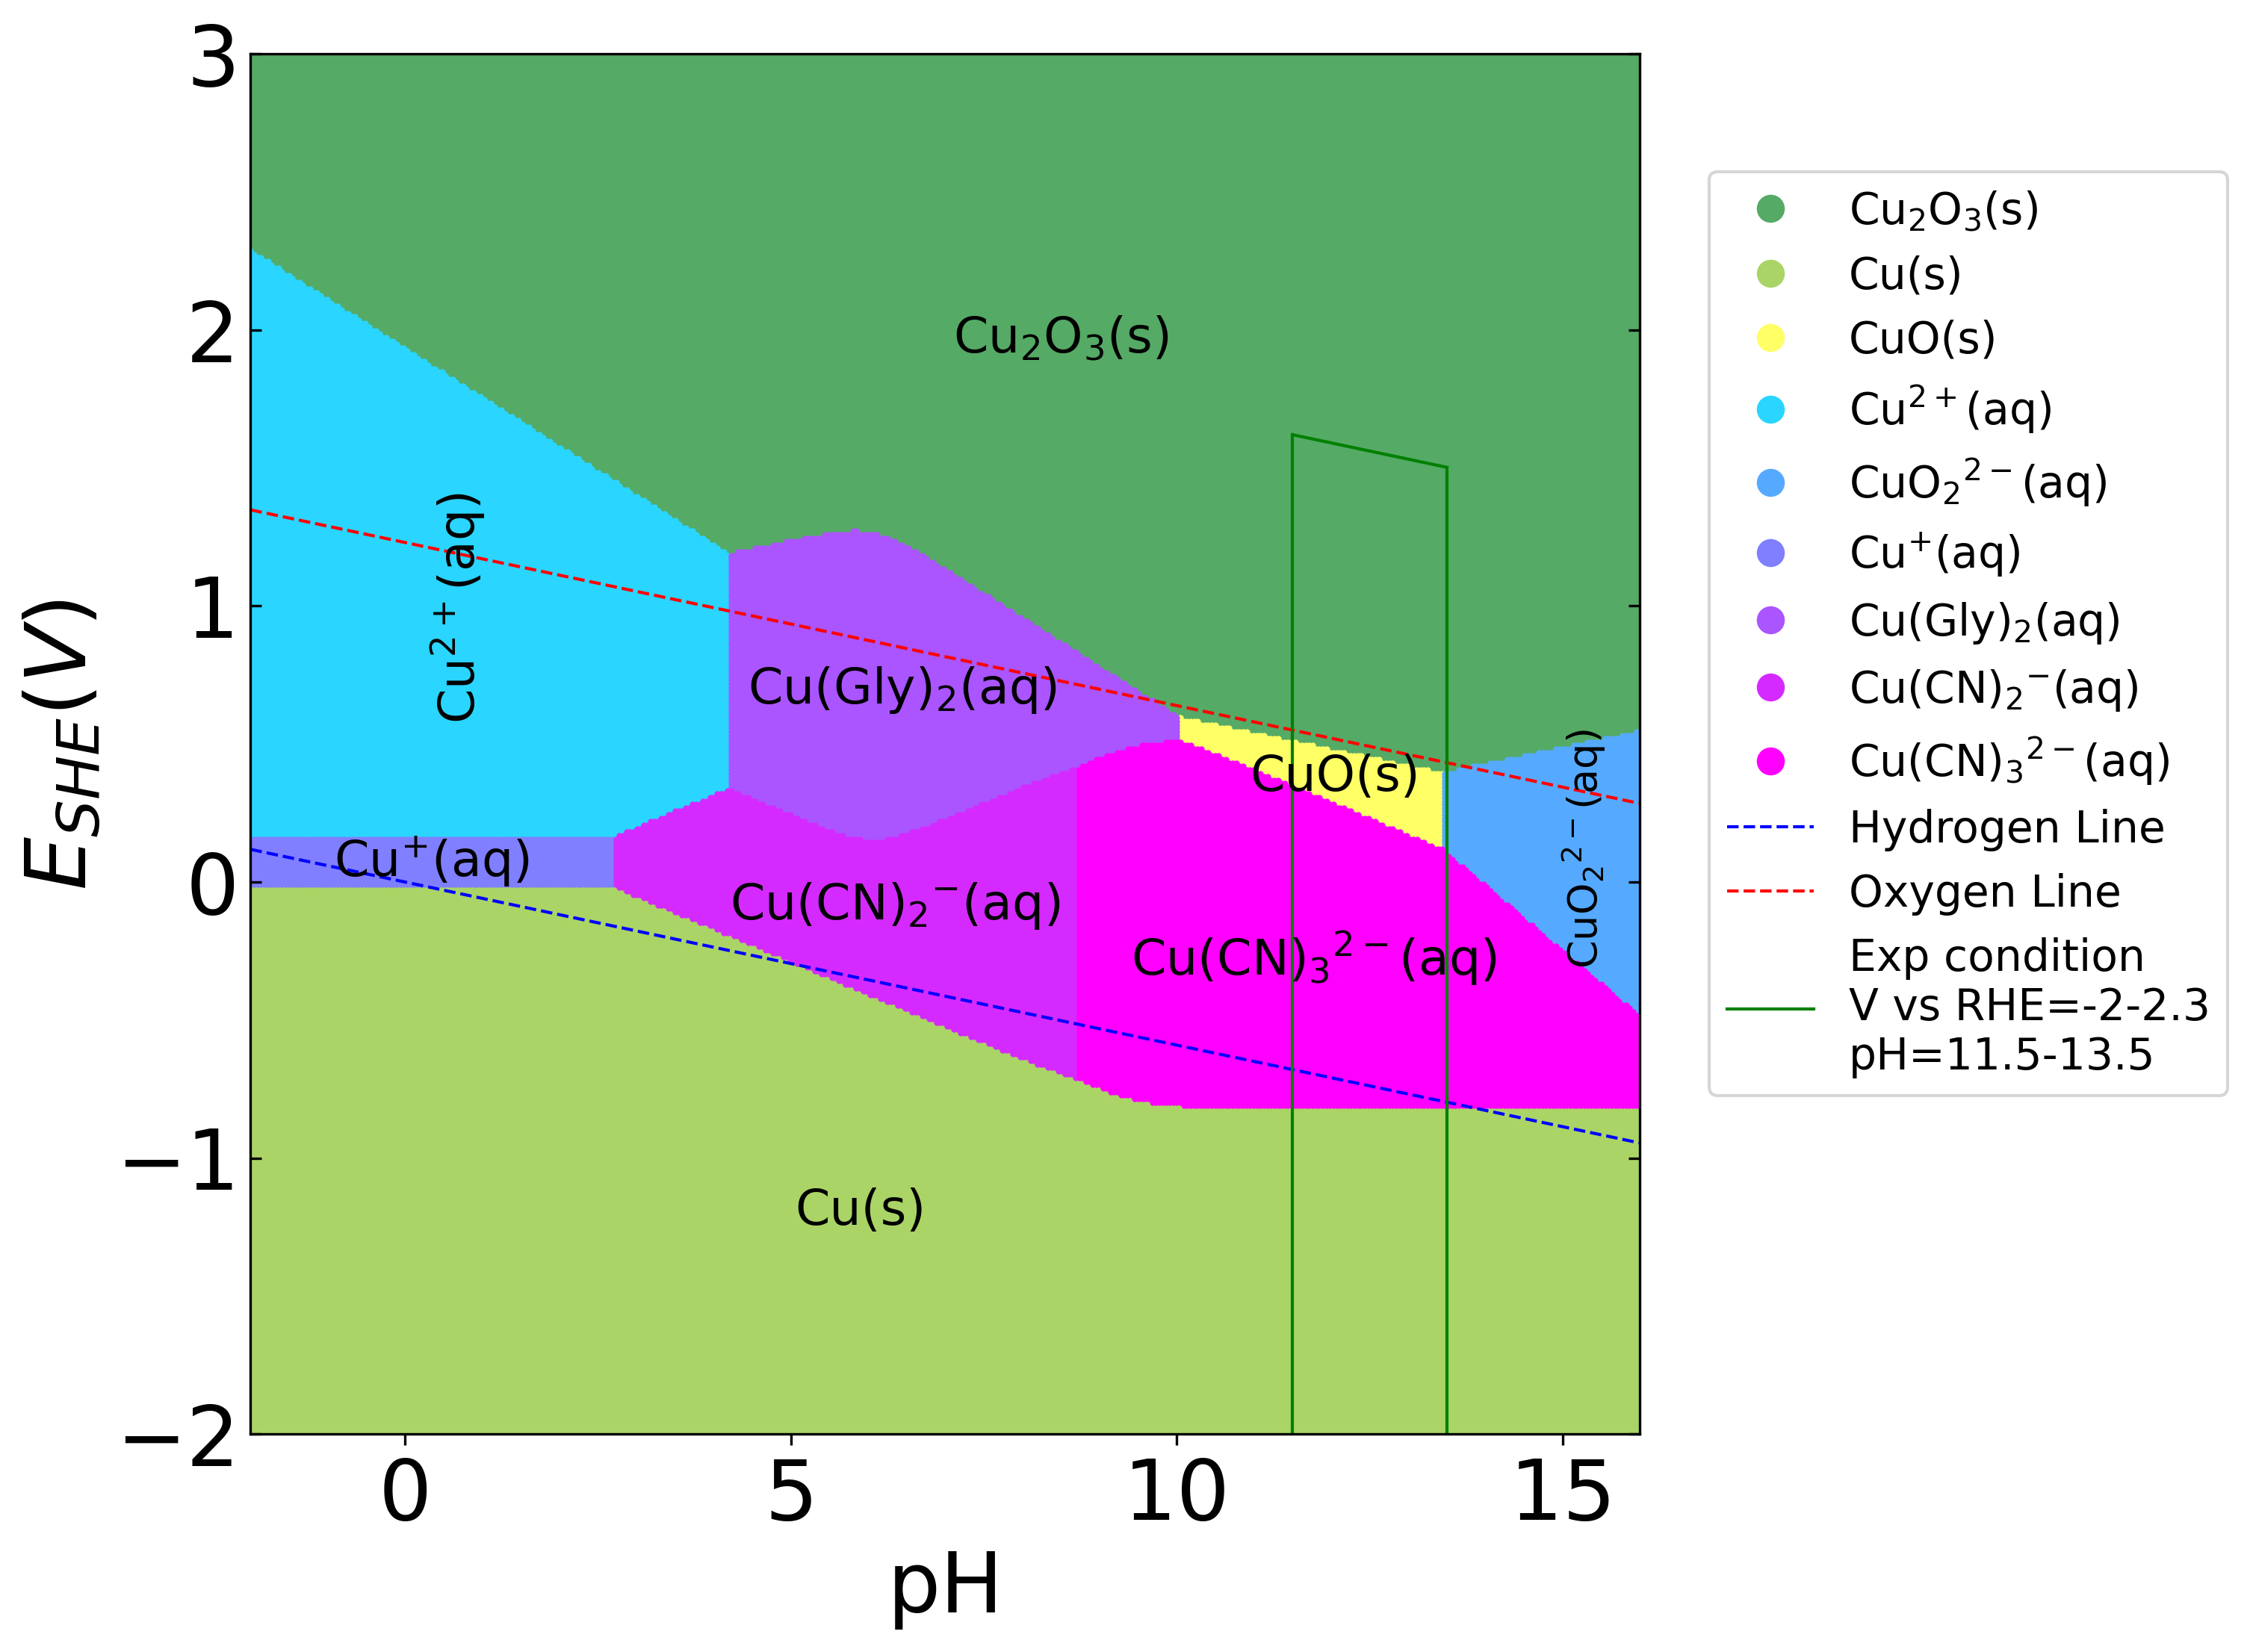 3
2
1
0
−1
−2
E_SHE(V)
0
5
10
15
pH
Cu₂O₃(s)
Cu²⁺(aq)
Cu(Gly)₂(aq)
CuO(s)
CuO₂²⁻(aq)
Cu⁺(aq)
Cu(CN)₂⁻(aq)
Cu(CN)₃²⁻(aq)
Cu(s)
Cu₂O₃(s)
Cu(s)
CuO(s)
Cu²⁺(aq)
CuO₂²⁻(aq)
Cu⁺(aq)
Cu(Gly)₂(aq)
Cu(CN)₂⁻(aq)
Cu(CN)₃²⁻(aq)
Hydrogen Line
Oxygen Line
Exp condition
V vs RHE=-2-2.3
pH=11.5-13.5